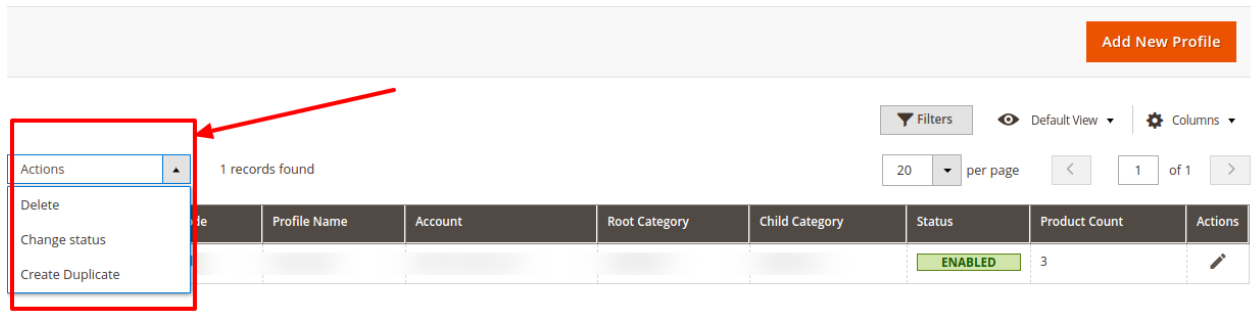 Add New Profile
Filters
Default View
Columns
Actions
1 records found
20
per page
1
of 1
Delete
Profile Name
Account
Root Category
Child Category
Status
Product Count
Actions
Change status
Create Duplicate
ENABLED
3